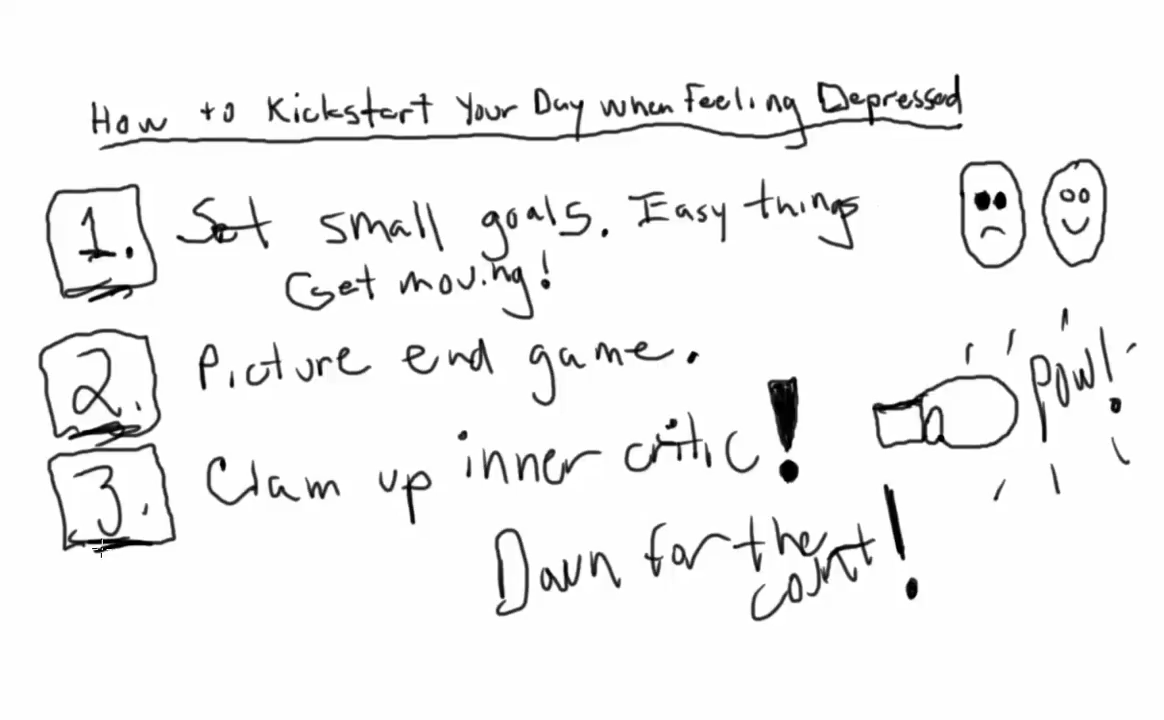 How to Kickstart Your Day when Feeling Depressed
1. Set small goals. Easy things
Get moving!
2. Picture end game.
POW!
3. Clam up inner critic!
Down for the
count!